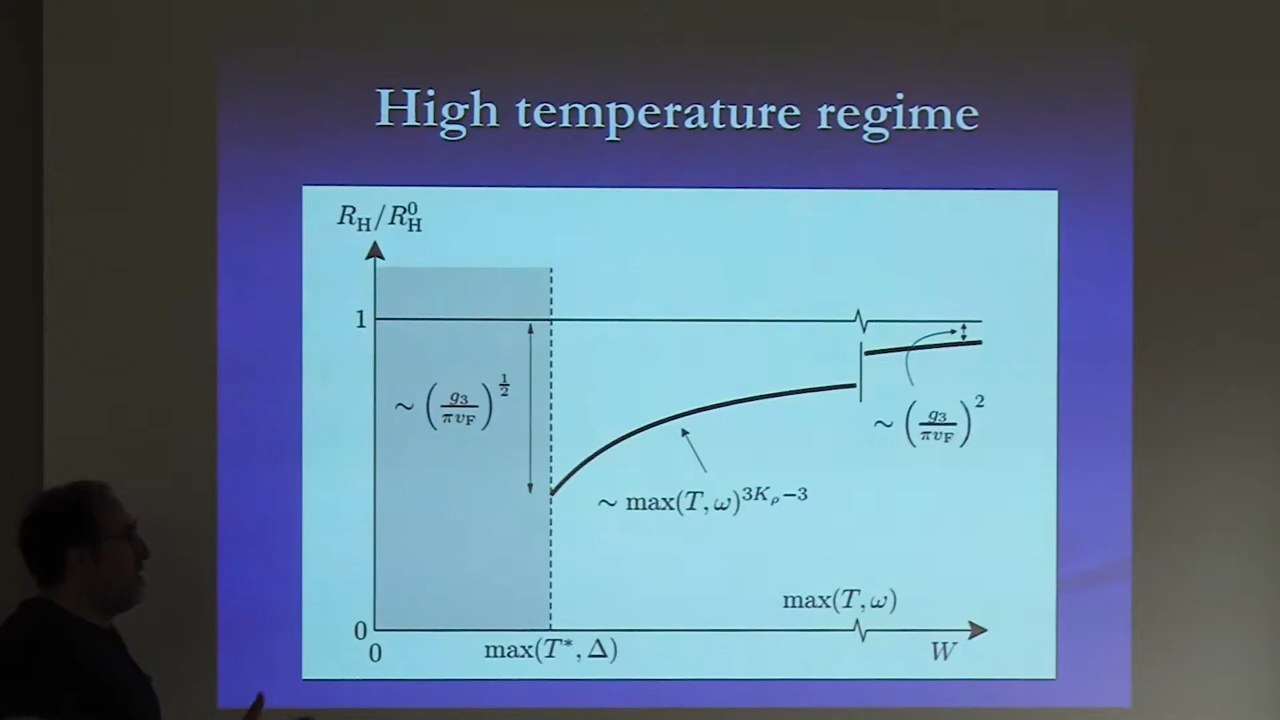 High temperature regime
R_H/R_H^0
1
∼ (g_3/πv_F)^{1/2}
∼ (g_3/πv_F)^2
∼ max(T, ω)^{3K_ρ−3}
max(T, ω)
0
0
max(T*, Δ)
W